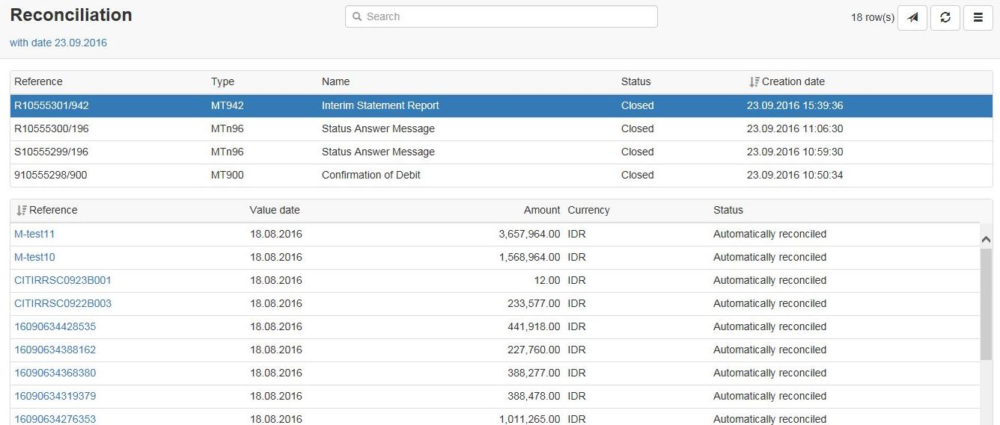 Reconciliation
Search
18 row(s)
with date 23.09.2016
Reference Type Name Status Creation date
R10555301/942 MT942 Interim Statement Report Closed 23.09.2016 15:39:36
R10555300/196 MTn96 Status Answer Message Closed 23.09.2016 11:06:30
S10555299/196 MTn96 Status Answer Message Closed 23.09.2016 10:59:30
910555298/900 MT900 Confirmation of Debit Closed 23.09.2016 10:50:34
Reference Value date Amount Currency Status
M-test11 18.08.2016 3,657,964.00 IDR Automatically reconciled
M-test10 18.08.2016 1,568,964.00 IDR Automatically reconciled
CITIRRSC0923B001 18.08.2016 12.00 IDR Automatically reconciled
CITIRRSC0922B003 18.08.2016 233,577.00 IDR Automatically reconciled
16090634428535 18.08.2016 441,918.00 IDR Automatically reconciled
16090634388162 18.08.2016 227,760.00 IDR Automatically reconciled
16090634368380 18.08.2016 388,277.00 IDR Automatically reconciled
16090634319379 18.08.2016 388,478.00 IDR Automatically reconciled
16090634276353 18.08.2016 1,011,265.00 IDR Automatically reconciled